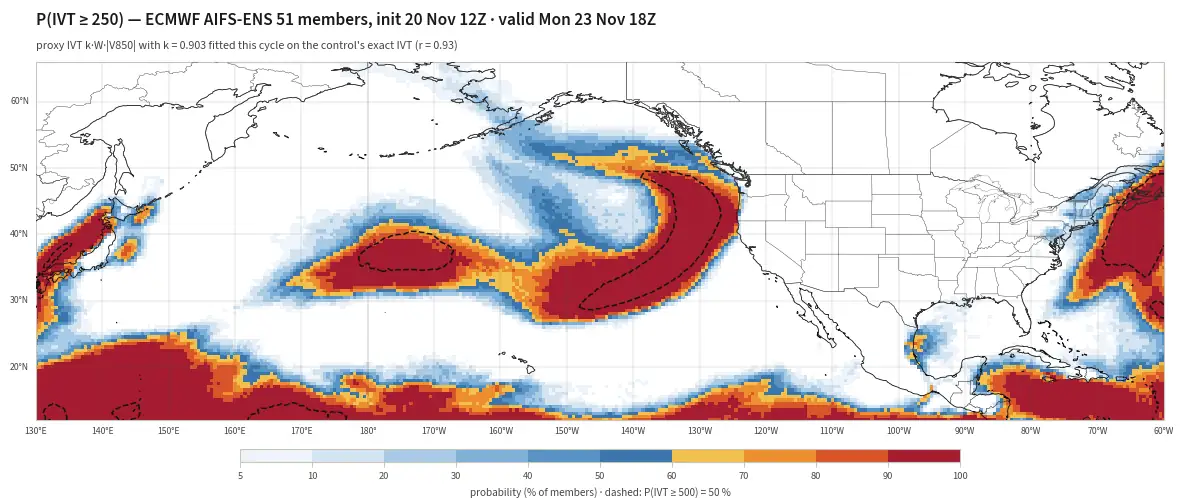 P(IVT ≥ 250) — ECMWF AIFS-ENS 51 members, init 20 Nov 12Z · valid Mon 23 Nov 18Z
proxy IVT k·W·|V850| with k = 0.903 fitted this cycle on the control's exact IVT (r = 0.93)
60°N
50°N
40°N
30°N
20°N
130°E 140°E 150°E 160°E 170°E 180° 170°W 160°W 150°W 140°W 130°W 120°W 110°W 100°W 90°W 80°W 70°W 60°W
5 10 20 30 40 50 60 70 80 90 100
probability (% of members) · dashed: P(IVT ≥ 500) = 50 %